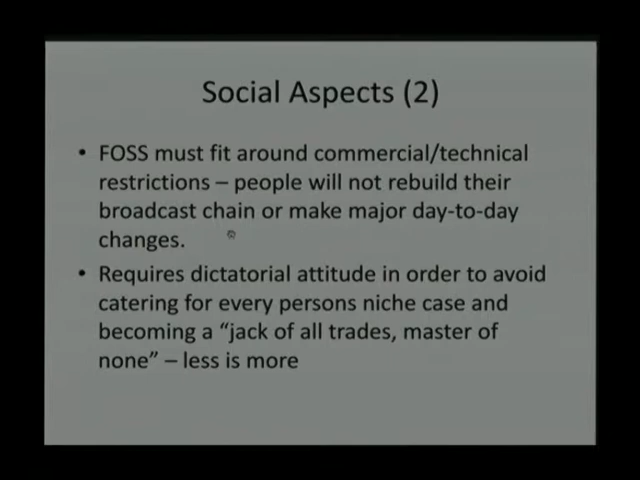 Social Aspects (2)
• FOSS must fit around commercial/technical
restrictions – people will not rebuild their
broadcast chain or make major day-to-day
changes.
• Requires dictatorial attitude in order to avoid
catering for every persons niche case and
becoming a “jack of all trades, master of
none” – less is more